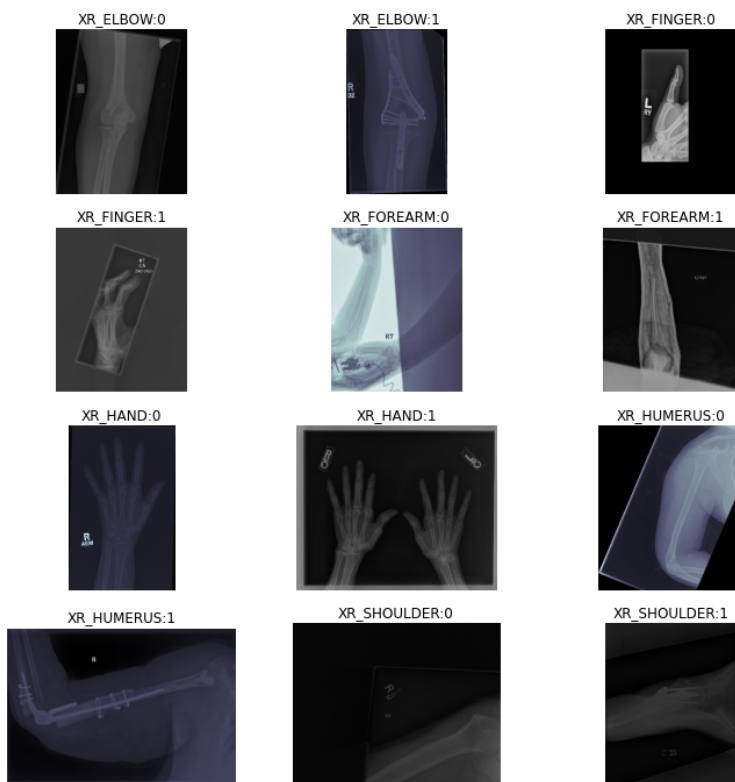 XR_ELBOW:0
XR_ELBOW:1
XR_FINGER:0
L
XR_FINGER:1
XR_FOREARM:0
XR_FOREARM:1
RT
XR_HAND:0
XR_HAND:1
XR_HUMERUS:0
R
XR_HUMERUS:1
XR_SHOULDER:0
XR_SHOULDER:1
R